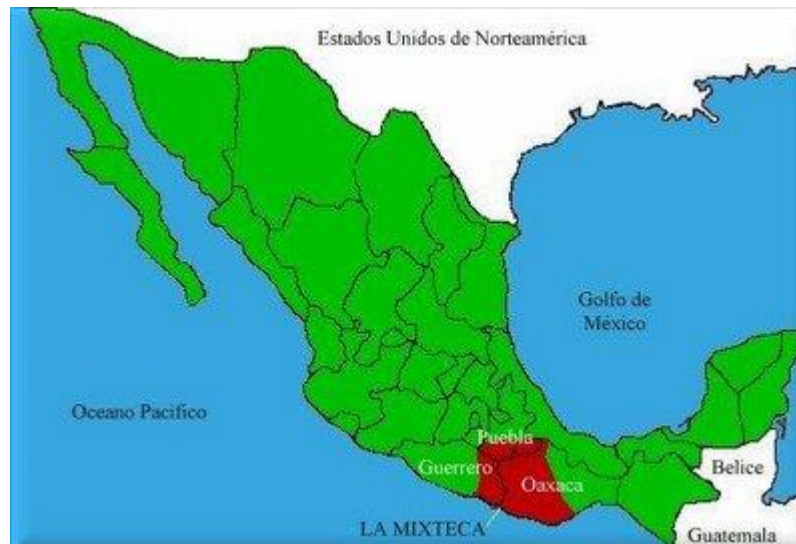 Estados Unidos de Norteamérica
Golfo de
México
Oceano Pacifico
Puebla
Guerrero
Oaxaca
Belice
LA MIXTECA
Guatemala